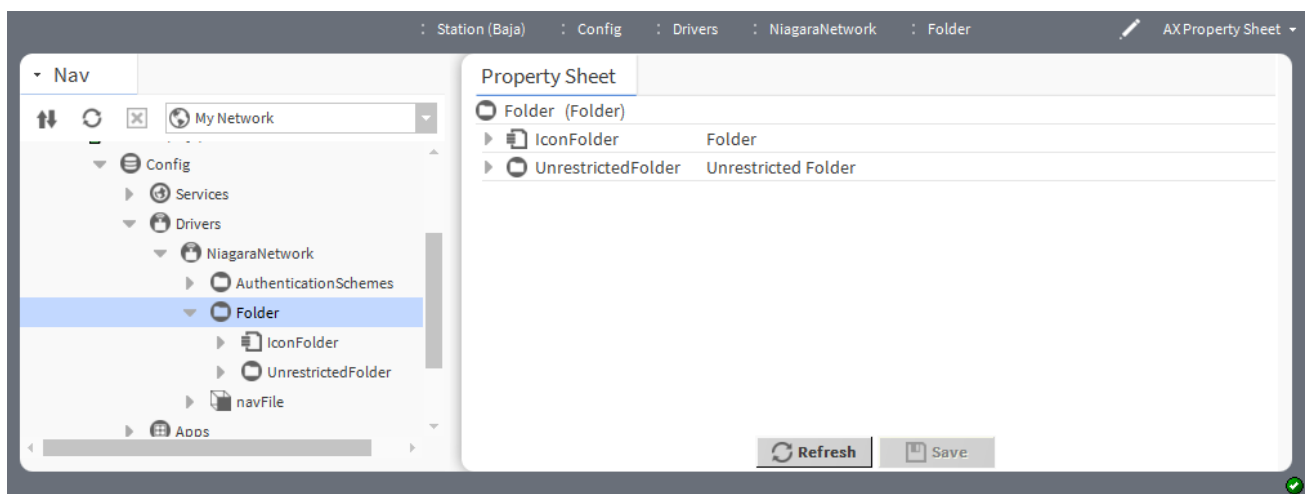 : Station (Baja) : Config : Drivers : NiagaraNetwork : Folder AX Property Sheet
Nav
My Network
Config
Services
Drivers
NiagaraNetwork
AuthenticationSchemes
Folder
IconFolder
UnrestrictedFolder
navFile
Apps
Property Sheet
Folder (Folder)
IconFolder Folder
UnrestrictedFolder Unrestricted Folder
Refresh Save